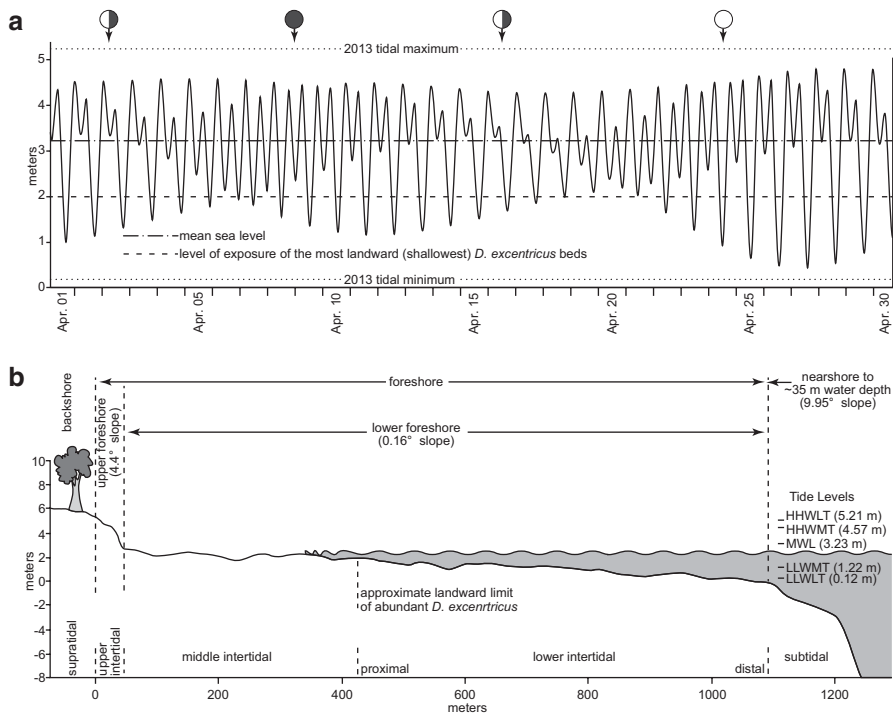 a
2013 tidal maximum
5
4
3
2
1
0
meters
mean sea level
level of exposure of the most landward (shallowest) D. excentricus beds
2013 tidal minimum
Apr. 01
Apr. 05
Apr. 10
Apr. 15
Apr. 20
Apr. 25
Apr. 30
b
backshore
foreshore
nearshore to
~35 m water depth
(9.95° slope)
upper foreshore
(4.4° slope)
lower foreshore
(0.16° slope)
10
8
6
4
2
0
-2
-4
-6
-8
meters
Tide Levels
HHWLT (5.21 m)
HHWMT (4.57 m)
MWL (3.23 m)
LLWMT (1.22 m)
LLWLT (0.12 m)
approximate landward limit
of abundant D. excenrtricus
supratidal
upper
intertidal
middle intertidal
proximal
lower intertidal
distal
subtidal
0
200
400
600
800
1000
1200
meters